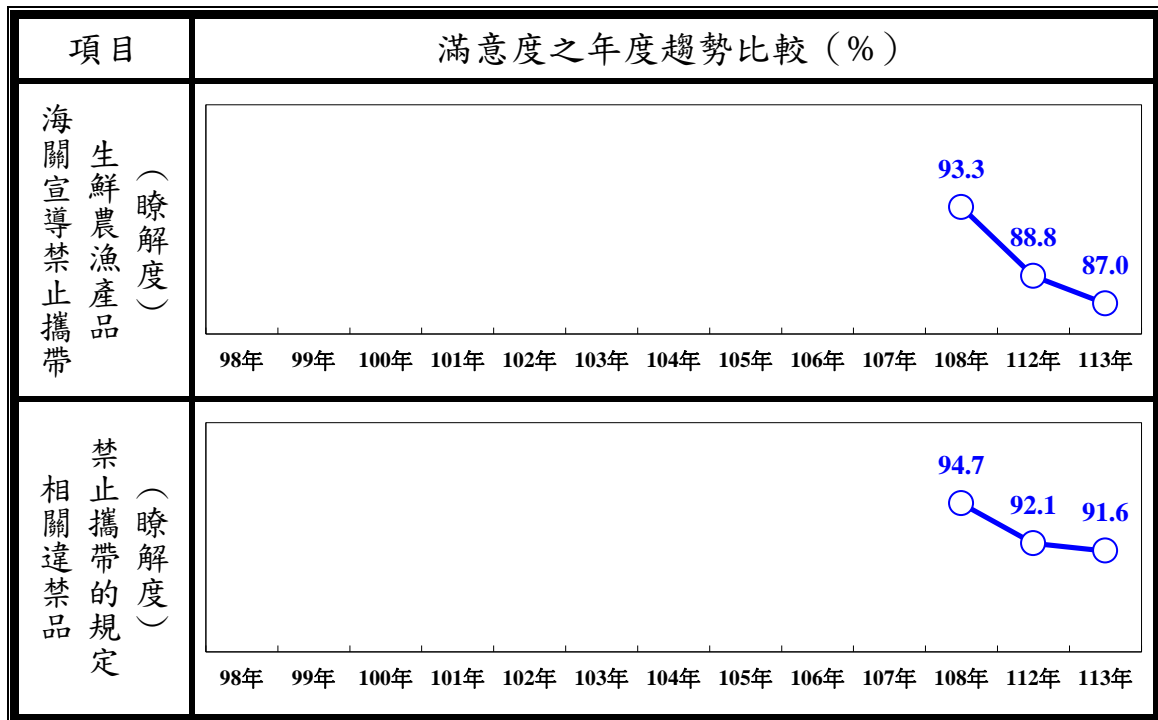 項目
滿意度之年度趨勢比較（%）
海關宣導禁止攜帶
生鮮農漁產品
（瞭解度）
93.3
88.8
87.0
98年 99年 100年 101年 102年 103年 104年 105年 106年 107年 108年 112年 113年
相關違禁品
禁止攜帶的規定
（瞭解度）
94.7
92.1
91.6
98年 99年 100年 101年 102年 103年 104年 105年 106年 107年 108年 112年 113年